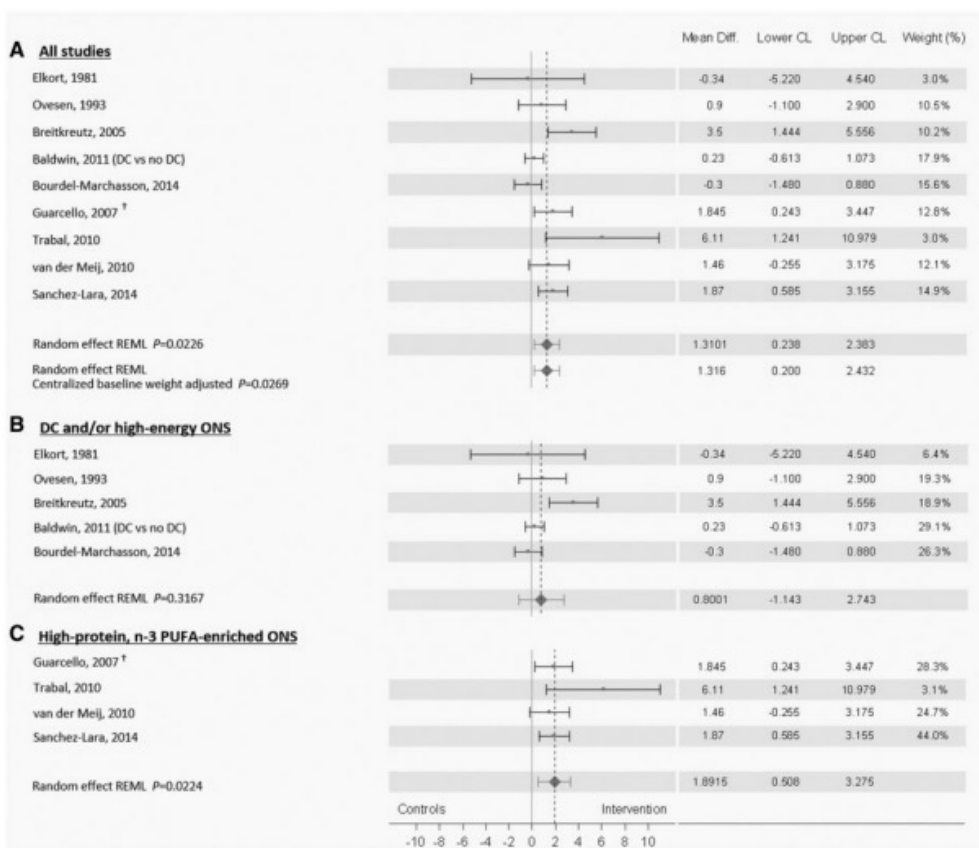 Mean Diff. Lower CL Upper CL Weight (%)
A All studies
Elkort, 1981 -0.34 -5.220 4.540 3.0%
Ovesen, 1993 0.9 -1.100 2.900 10.5%
Breitkreutz, 2005 3.5 1.444 5.556 10.2%
Baldwin, 2011 (DC vs no DC) 0.23 -0.613 1.073 17.9%
Bourdel-Marchasson, 2014 -0.3 -1.480 0.880 15.6%
Guarcello, 2007 † 1.845 0.243 3.447 12.8%
Trabal, 2010 6.11 1.241 10.979 3.0%
van der Meij, 2010 1.46 -0.255 3.175 12.1%
Sanchez-Lara, 2014 1.87 0.585 3.155 14.9%
Random effect REML P=0.0226 1.3101 0.238 2.383
Random effect REML
Centralized baseline weight adjusted P=0.0269 1.316 0.200 2.432
B DC and/or high-energy ONS
Elkort, 1981 -0.34 -5.220 4.540 6.4%
Ovesen, 1993 0.9 -1.100 2.900 19.3%
Breitkreutz, 2005 3.5 1.444 5.556 18.9%
Baldwin, 2011 (DC vs no DC) 0.23 -0.613 1.073 29.1%
Bourdel-Marchasson, 2014 -0.3 -1.480 0.880 26.3%
Random effect REML P=0.3167 0.8001 -1.143 2.743
C High-protein, n-3 PUFA-enriched ONS
Guarcello, 2007 † 1.845 0.243 3.447 28.3%
Trabal, 2010 6.11 1.241 10.979 3.1%
van der Meij, 2010 1.46 -0.255 3.175 24.7%
Sanchez-Lara, 2014 1.87 0.585 3.155 44.0%
Random effect REML P=0.0224 1.8915 0.508 3.275
Controls Intervention
-10 -8 -6 -4 -2 0 2 4 6 8 10